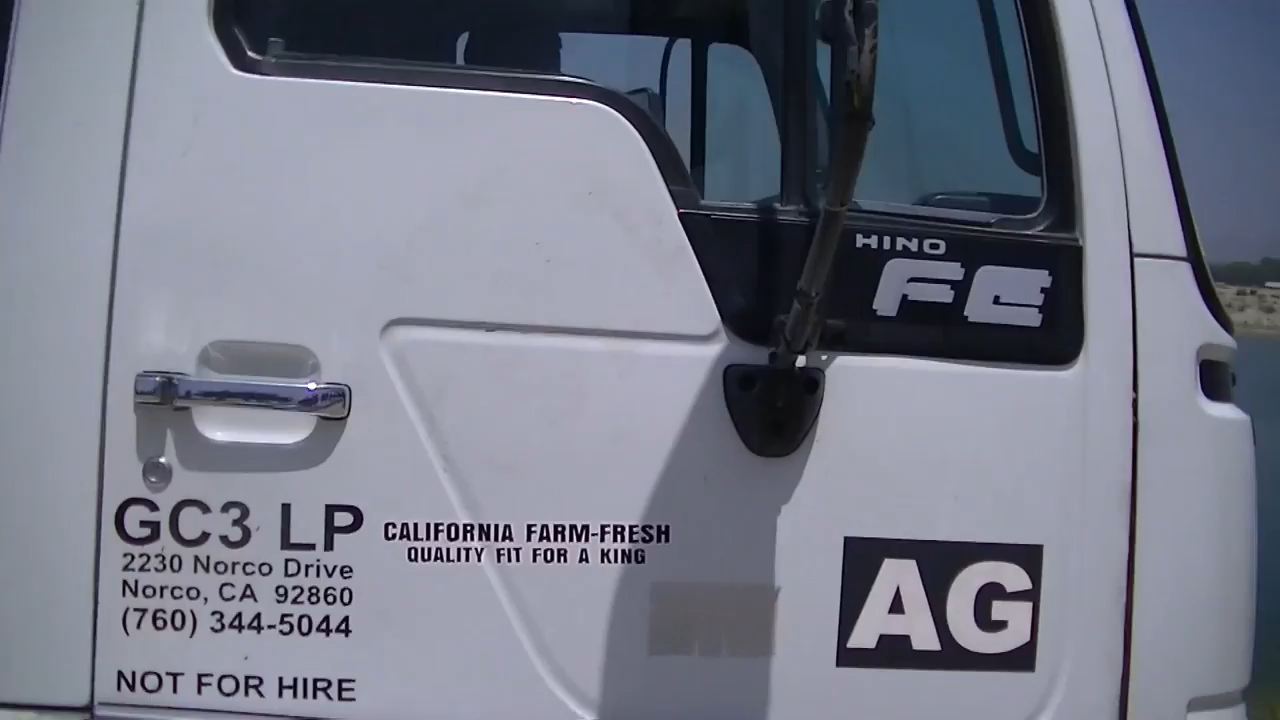 HINO
FE
GC3 LP
2230 Norco Drive
Norco, CA 92860
(760) 344-5044
NOT FOR HIRE
CALIFORNIA FARM-FRESH
QUALITY FIT FOR A KING
AG